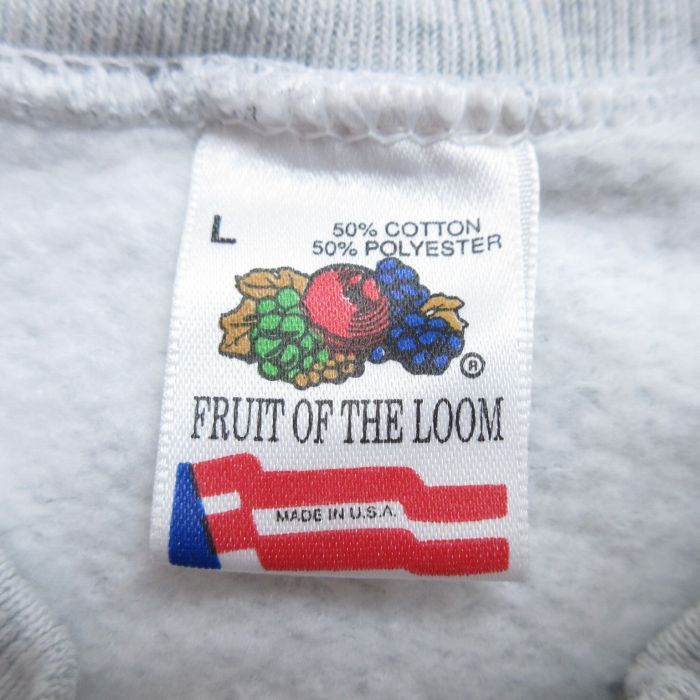 L
50% COTTON
50% POLYESTER
®
FRUIT OF THE LOOM
MADE IN U.S.A.